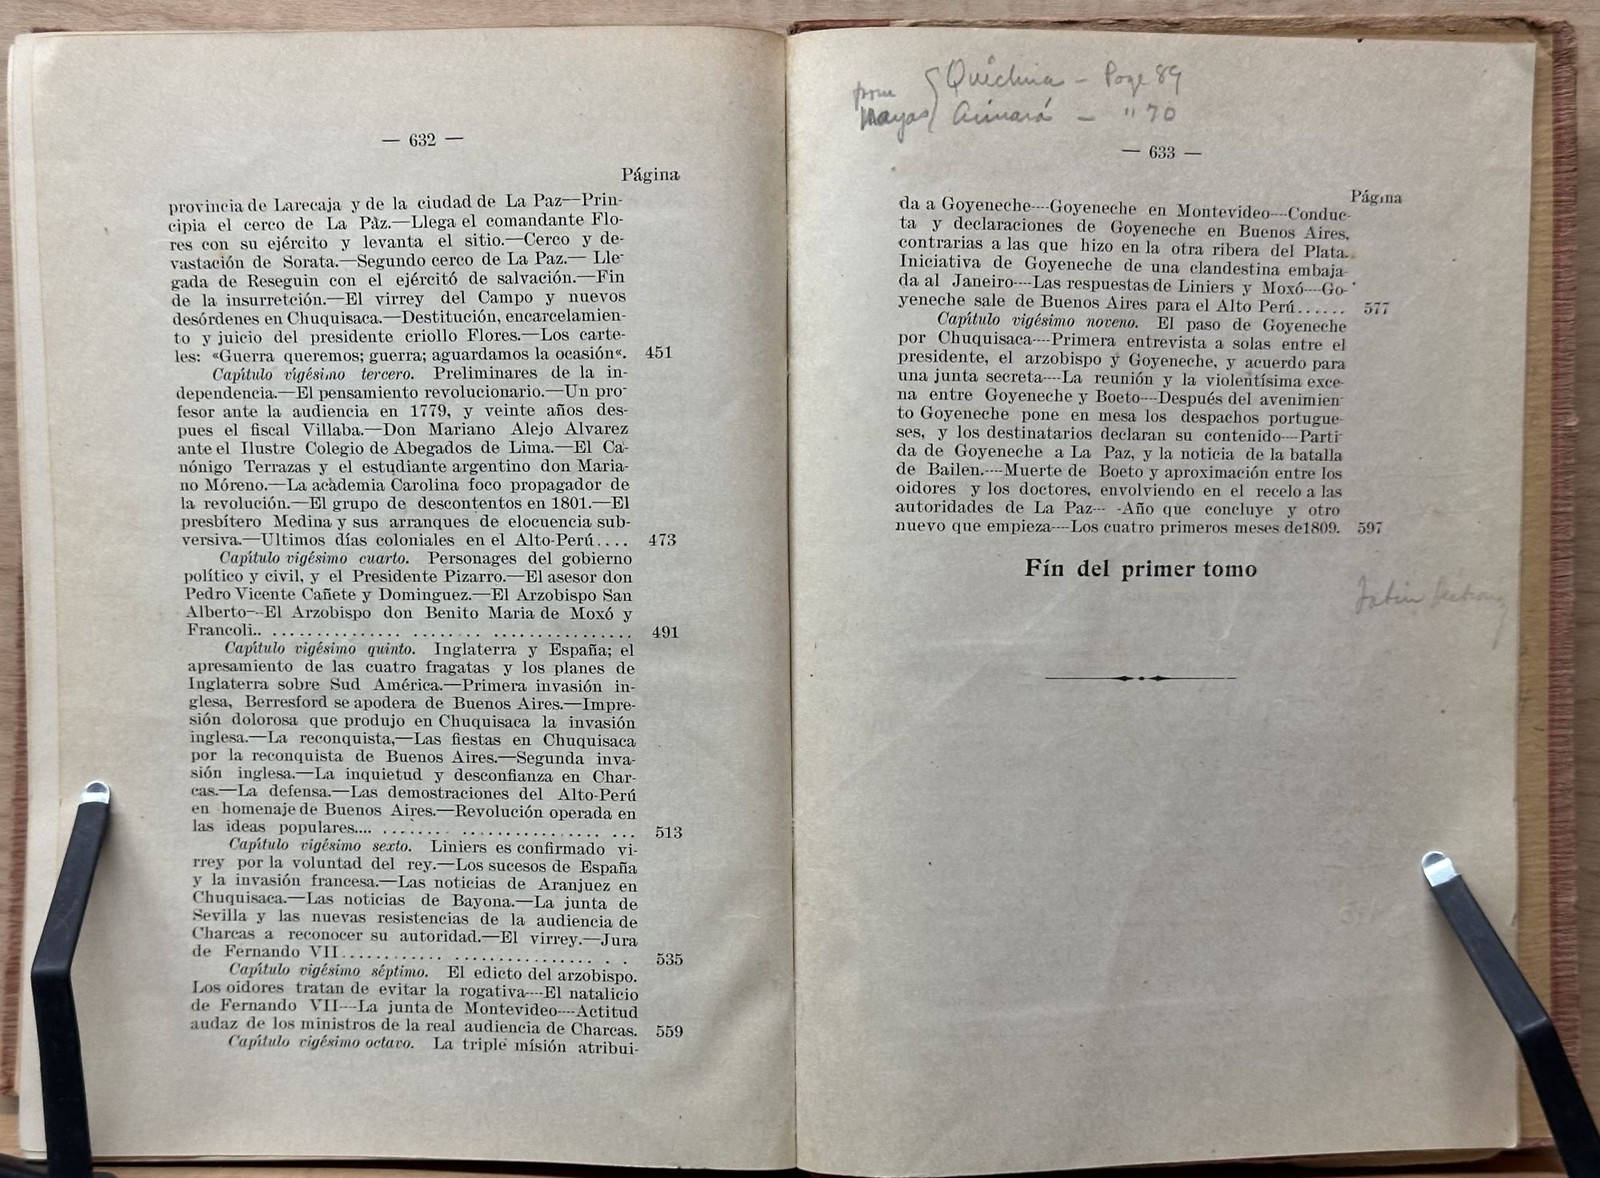 — 632 —
Página
provincia de Larecaja y de la ciudad de La Paz—Prin-
cipia el cerco de La Pàz.—Llega el comandante Flo-
res con su ejército y levanta el sitio.—Cerco y de-
vastación de Sorata.—Segundo cerco de La Paz.— Lle-
gada de Reseguin con el ejércitó de salvación.—Fin
de la insurretción.—El virrey del Campo y nuevos
desórdenes en Chuquisaca.—Destitución, encarcelamien-
to y juicio del presidente criollo Flores.—Los carte-
les: «Guerra queremos; guerra; aguardamos la ocasión«. 451
Capítulo vigésimo tercero. Preliminares de la in-
dependencia.—El pensamiento revolucionario.—Un pro-
fesor ante la audiencia en 1779, y veinte años des-
pues el fiscal Villaba.—Don Mariano Alejo Alvarez
ante el Ilustre Colegio de Abegados de Lima.—El Ca-
nónigo Terrazas y el estudiante argentino don Maria-
no Móreno.—La acàdemia Carolina foco propagador de
la revolución.—El grupo de descontentos en 1801.—El
presbítero Medina y sus arranques de elocuencia sub-
versiva.—Ultimos días coloniales en el Alto-Perú.... 473
Capítulo vigésimo cuarto. Personages del gobierno
político y civil, y el Presidente Pizarro.—El asesor don
Pedro Vicente Cañete y Dominguez.—El Arzobispo San
Alberto--El Arzobispo don Benito Maria de Moxó y
Francoli.. ............... ....... .. ................. 491
Capítulo vigésimo quinto. Inglaterra y España; el
apresamiento de las cuatro fragatas y los planes de
Inglaterra sobre Sud América.—Primera invasión in-
glesa, Berresford se apodera de Buenos Aires.—Impre-
sión dolorosa que produjo en Chuquisaca la invasión
inglesa.—La reconquista,—Las fiestas en Chuquisaca
por la reconquista de Buenos Aires.—Segunda inva-
sión inglesa.—La inquietud y desconfianza en Char-
cas.—La defensa.—Las demostraciones del Alto-Perú
en homenaje de Buenos Aires.—Revolución operada en
las ideas populares.... ........ ................. ... 513
Capítulo vigésimo sexto. Liniers es confirmado vi-
rrey por la voluntad del rey.—Los sucesos de España
y la invasión francesa.—Las noticias de Aranjuez en
Chuquisaca.—Las noticias de Bayona.—La junta de
Sevilla y las nuevas resistencias de la audiencia de
Charcas a reconocer su autoridad.—El virrey.—Jura
de Fernando VII............ ................. . . 535
Capítulo vigésimo séptimo. El edicto del arzobispo.
Los oidores tratan de evitar la rogativa----El natalicio
de Fernando VII----La junta de Montevideo----Actitud
audaz de los ministros de la real audiencia de Charcas. 559
Capítulo vigésimo octavo. La triple misión atribui-
from Mayas { Quéchua — Page 89
Aimará — " 70
— 633 —
Página
da a Goyeneche----Goyeneche en Montevideo----Conduc-
ta y declaraciones de Goyeneche en Buenos Aires,
contrarias a las que hizo en la otra ribera del Plata.
Iniciativa de Goyeneche de una clandestina embaja-
da al Janeiro----Las respuestas de Liniers y Moxó---Go-
yeneche sale de Buenos Aires para el Alto Perú...... 577
Capítulo vigésimo noveno. El paso de Goyeneche
por Chuquisaca----Primera entrevista a solas entre el
presidente, el arzobispo y Goyeneche, y acuerdo para
una junta secreta----La reunión y la violentísima exce-
na entre Goyeneche y Boeto---Después del avenimien-
to Goyeneche pone en mesa los despachos portugue-
ses, y los destinatarios declaran su contenido---Parti-
da de Goyeneche a La Paz, y la noticia de la batalla
de Bailen.----Muerte de Boeto y aproximación entre los
oidores y los doctores, envolviendo en el recelo a las
autoridades de La Paz-- -Año que concluye y otro
nuevo que empieza----Los cuatro primeros meses de1809. 597
Fín del primer tomo